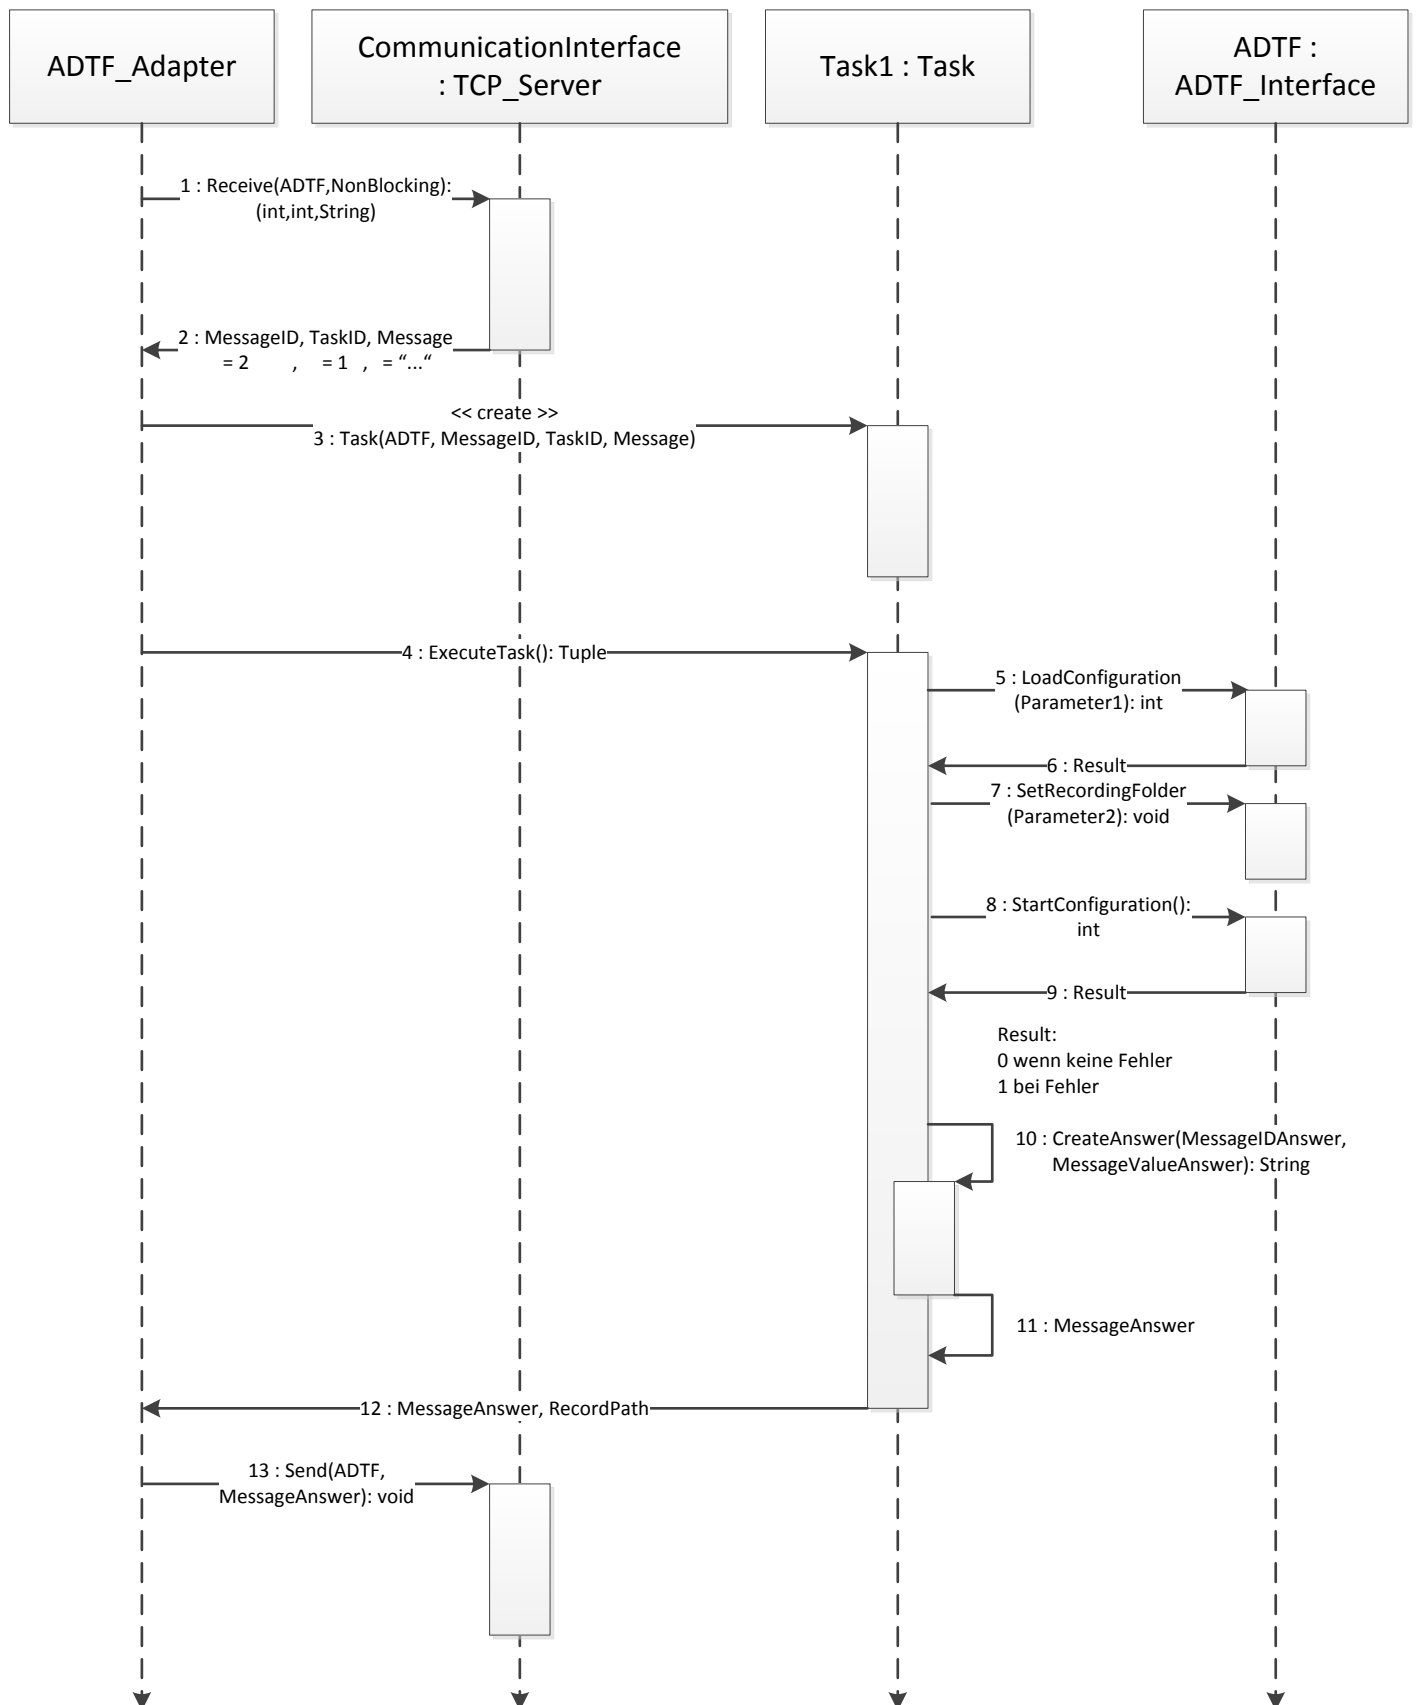 ADTF_Adapter
CommunicationInterface
: TCP_Server
Task1 : Task
ADTF :
ADTF_Interface
1 : Receive(ADTF,NonBlocking):
(int,int,String)
2 : MessageID, TaskID, Message
= 2 , = 1 , = “...“
<< create >>
3 : Task(ADTF, MessageID, TaskID, Message)
4 : ExecuteTask(): Tuple
5 : LoadConfiguration
(Parameter1): int
6 : Result
7 : SetRecordingFolder
(Parameter2): void
8 : StartConfiguration():
int
9 : Result
Result:
0 wenn keine Fehler
1 bei Fehler
10 : CreateAnswer(MessageIDAnswer,
MessageValueAnswer): String
11 : MessageAnswer
12 : MessageAnswer, RecordPath
13 : Send(ADTF,
MessageAnswer): void